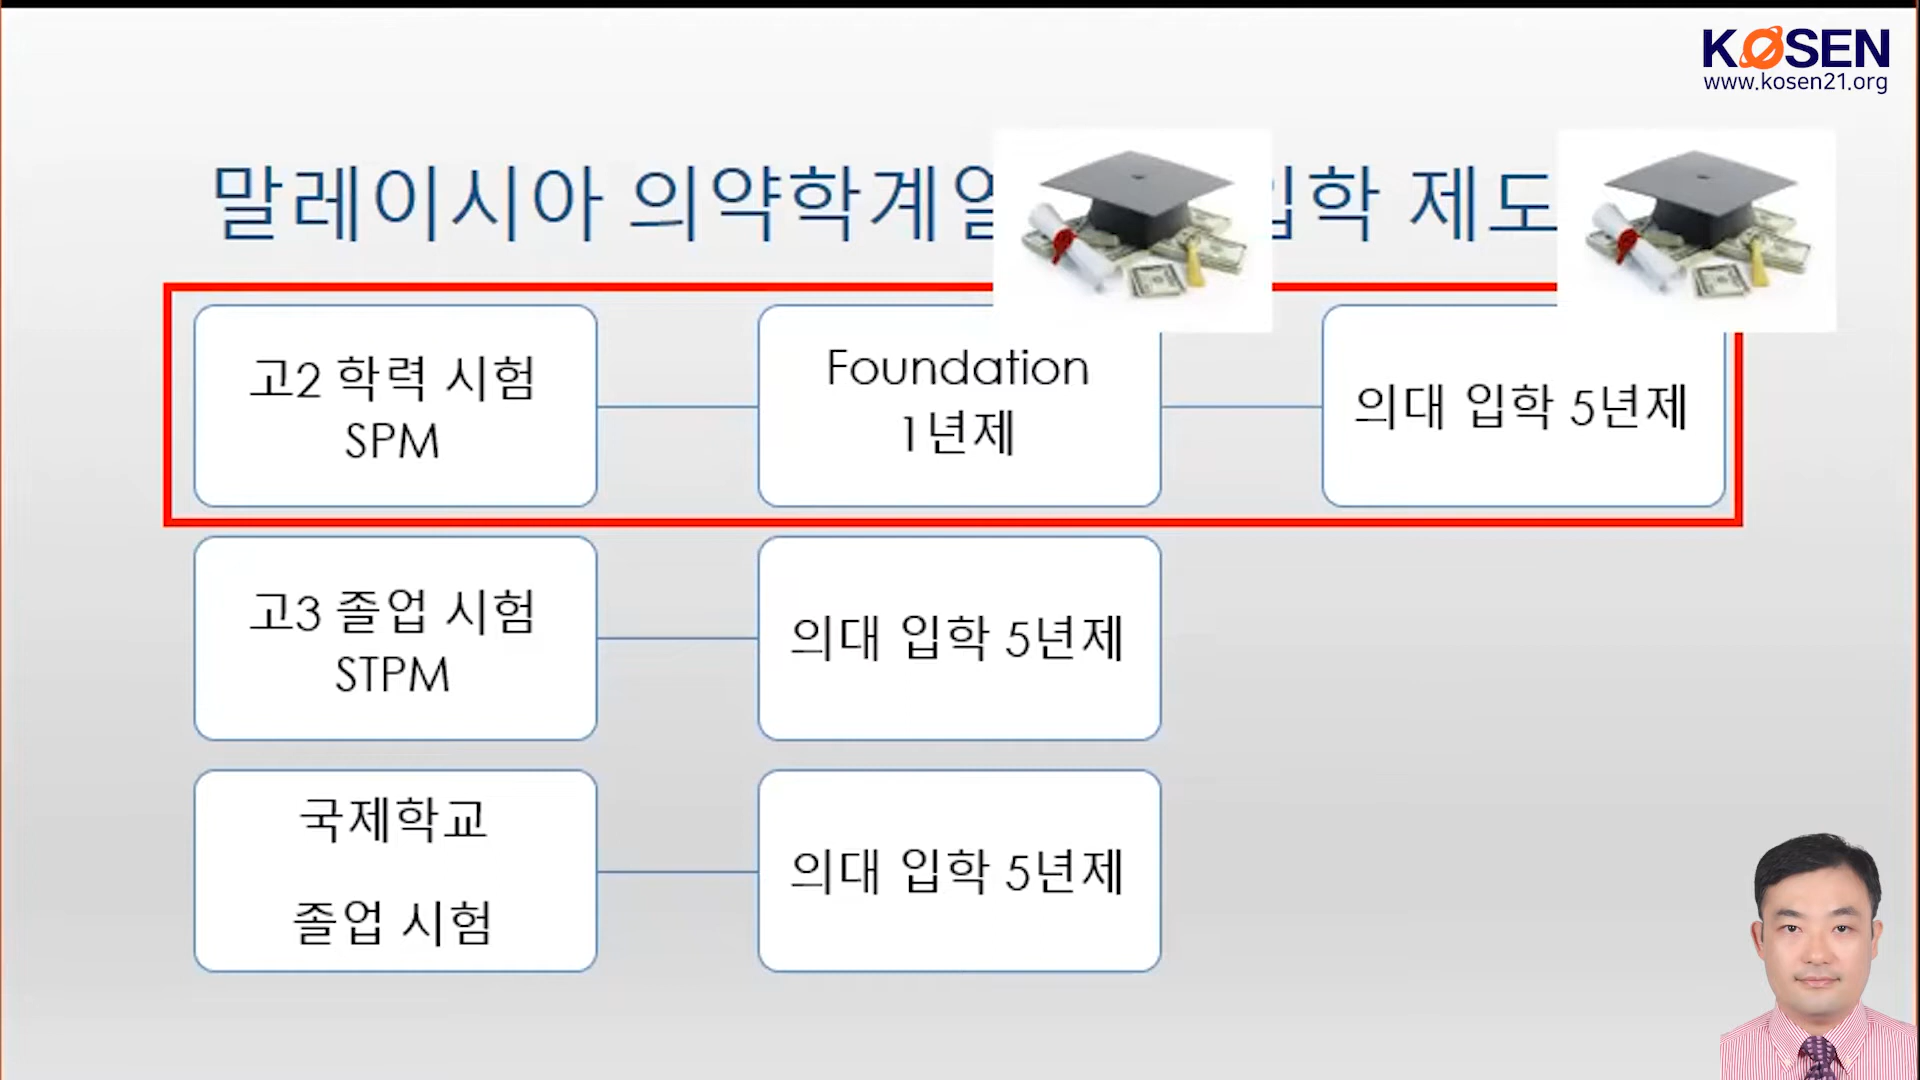 KOSEN
www.kosen21.org
말레이시아 의약학계열 입학 제도
고2 학력 시험
SPM
Foundation
1년제
의대 입학 5년제
고3 졸업 시험
STPM
의대 입학 5년제
국제학교
졸업 시험
의대 입학 5년제